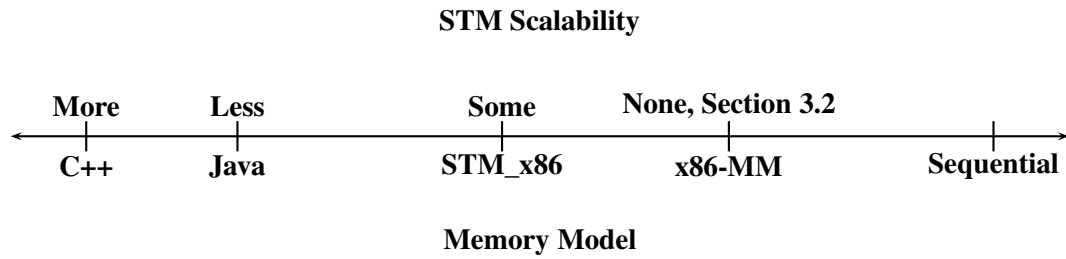 STM Scalability
More Less Some None, Section 3.2
C++ Java STM_x86 x86-MM Sequential
Memory Model